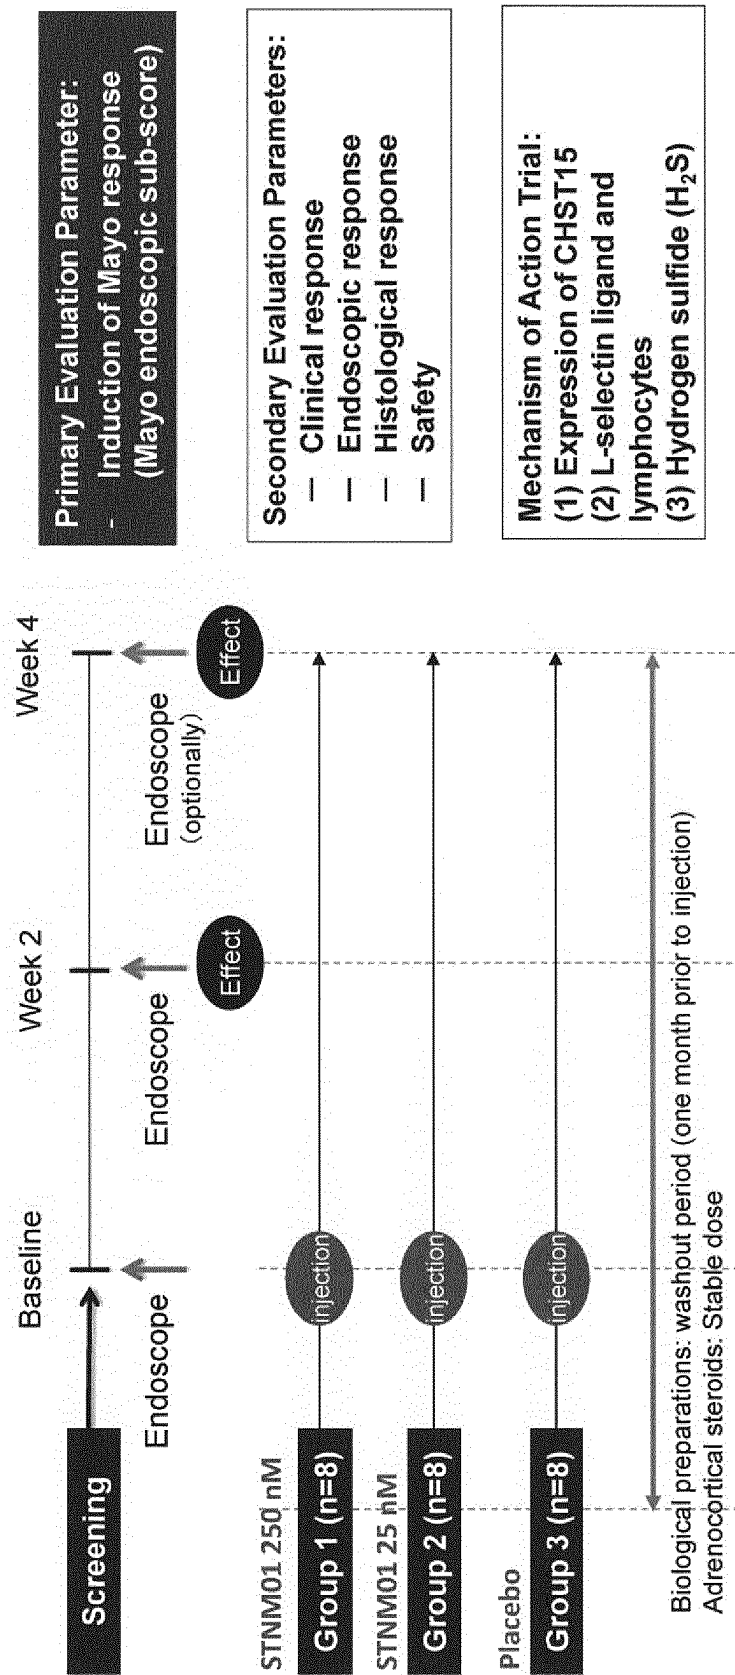 Baseline
Week 2
Week 4
Screening
Endoscope
Endoscope
Endoscope
(optionally)
Effect
Effect
STNM01 250 nM
Group 1 (n=8)
injection
STNM01 25 nM
Group 2 (n=8)
injection
Placebo
Group 3 (n=8)
injection
Biological preparations: washout period (one month prior to injection)
Adrenocortical steroids: Stable dose
Primary Evaluation Parameter:
- Induction of Mayo response
(Mayo endoscopic sub-score)
Secondary Evaluation Parameters:
— Clinical response
— Endoscopic response
— Histological response
— Safety
Mechanism of Action Trial:
(1) Expression of CHST15
(2) L-selectin ligand and
lymphocytes
(3) Hydrogen sulfide (H₂S)